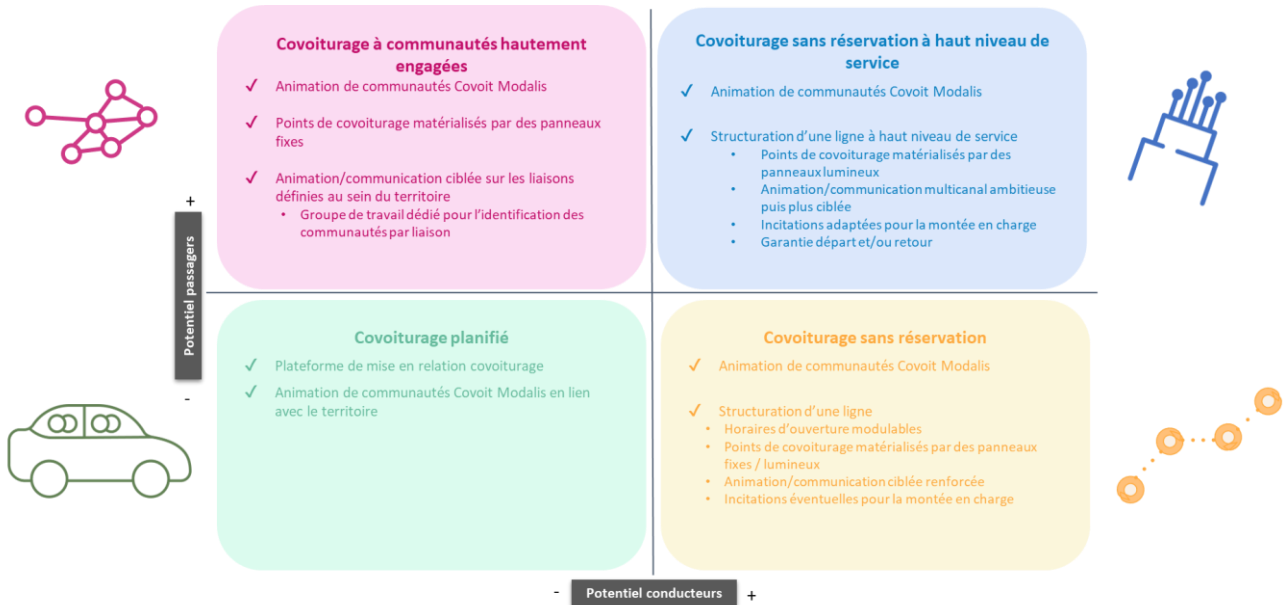 Covoiturage à communautés hautement
engagées
✓ Animation de communautés Covoit Modalis
✓ Points de covoiturage matérialisés par des panneaux
fixes
✓ Animation/communication ciblée sur les liaisons
définies au sein du territoire
• Groupe de travail dédié pour l'identification des
communautés par liaison
Covoiturage sans réservation à haut niveau de
service
✓ Animation de communautés Covoit Modalis
✓ Structuration d'une ligne à haut niveau de service
• Points de covoiturage matérialisés par des
panneaux lumineux
• Animation/communication multicanal ambitieuse
puis plus ciblée
• Incitations adaptées pour la montée en charge
• Garantie départ et/ou retour
+
Potentiel passagers
-
Covoiturage planifié
✓ Plateforme de mise en relation covoiturage
✓ Animation de communautés Covoit Modalis en lien
avec le territoire
Covoiturage sans réservation
✓ Animation de communautés Covoit Modalis
✓ Structuration d'une ligne
• Horaires d'ouverture modulables
• Points de covoiturage matérialisés par des panneaux
fixes / lumineux
• Animation/communication ciblée renforcée
• Incitations éventuelles pour la montée en charge
- Potentiel conducteurs +